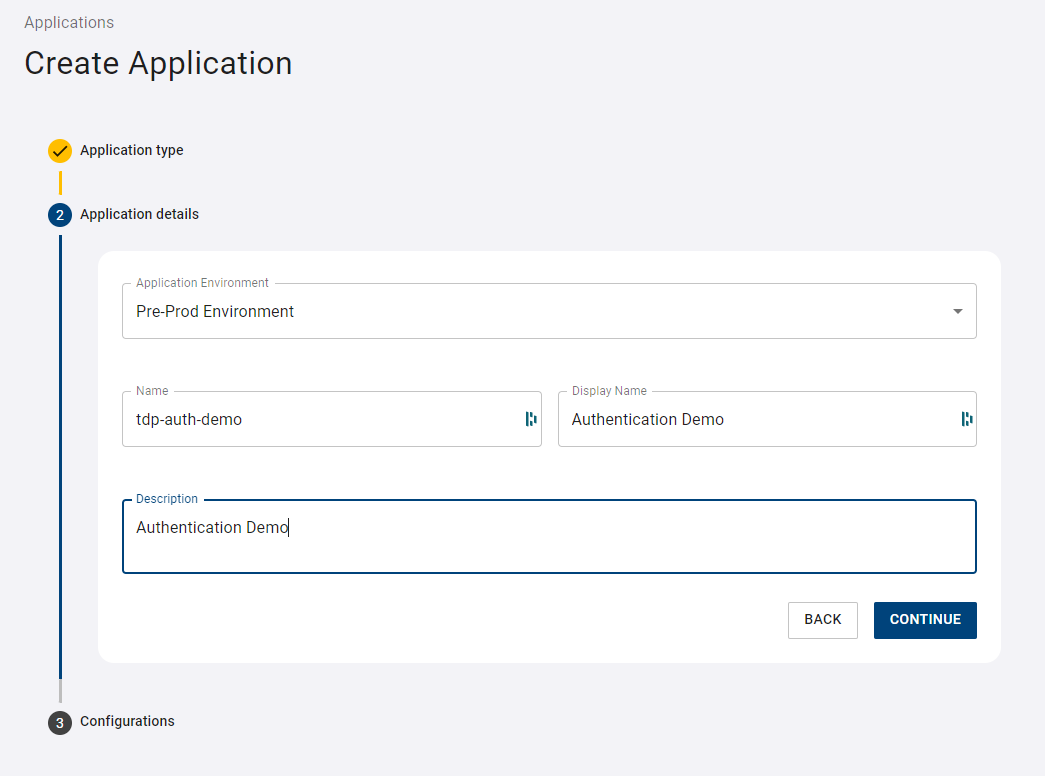 Applications
Create Application
Application type
2 Application details
Application Environment
Pre-Prod Environment
Name
tdp-auth-demo
Display Name
Authentication Demo
Description
Authentication Demo
BACK CONTINUE
3 Configurations